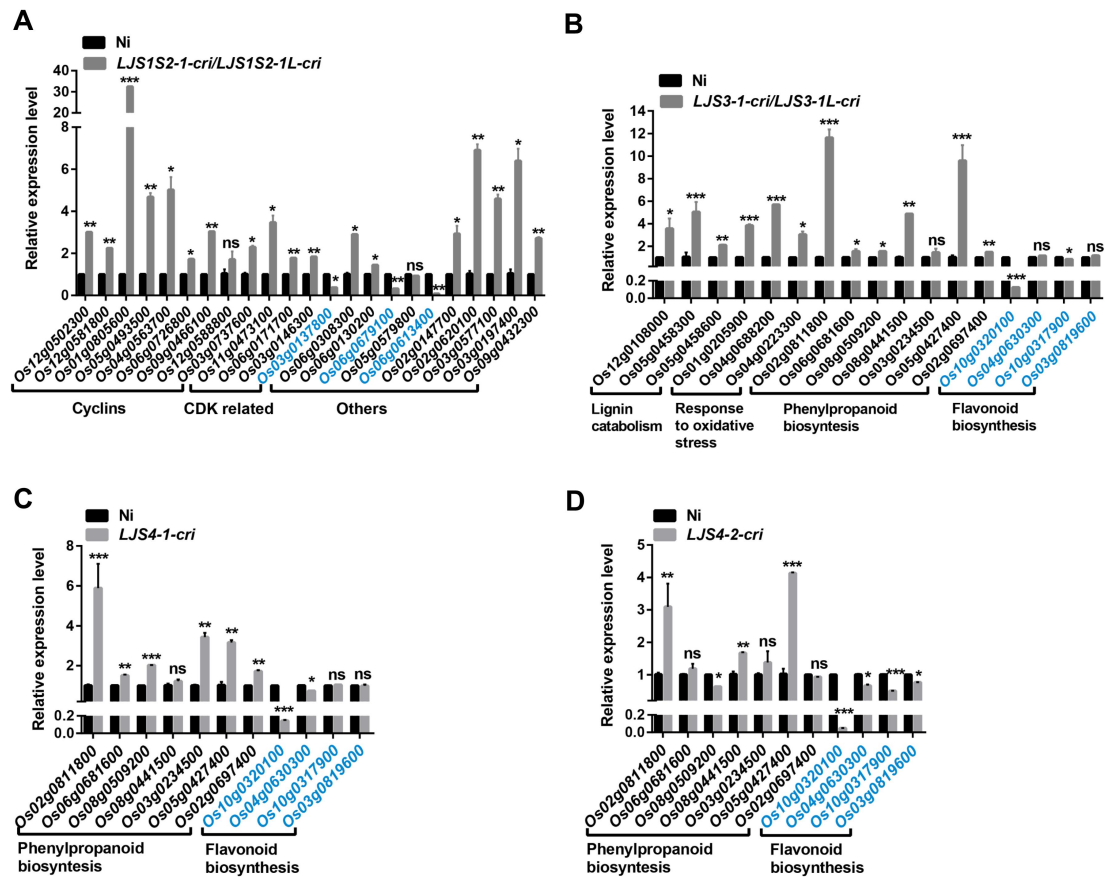 A
Ni
LJS1S2-1-cri/LJS1S2-1L-cri
Relative expression level
40
30
20
10
8
6
4
2
0
** ** *** ** * * ** ns * * ** ** * * * ** ns ** * ** ** * **
Os12g0502300
Os12g0581800
Os01g0805600
Os05g0493500
Os04g0563700
Os06g0726800
Os09g0466100
Os12g0588800
Os03g0737600
Os11g0473100
Os06g0171700
Os03g0146300
Os03g0137800
Os06g0308300
Os06g0130200
Os06g0679100
Os05g0579800
Os06g0613400
Os02g0147700
Os02g0620100
Os03g0577100
Os03g0197400
Os09g0432300
Cyclins
CDK related
Others
B
Ni
LJS3-1-cri/LJS3-1L-cri
Relative expression level
14
12
10
8
6
4
2
0.2
0.0
* *** ** *** *** * *** * * ** ns *** ** *** ns * ns
Os12g0108000
Os05g0458300
Os05g0458600
Os01g0205900
Os04g0688200
Os04g0223300
Os02g0811800
Os06g0681600
Os08g0509200
Os08g0441500
Os03g0234500
Os05g0427400
Os02g0697400
Os10g0320100
Os04g0630300
Os10g0317900
Os03g0819600
Lignin
catabolism
Response
to oxidative
stress
Phenylpropanoid
biosyntesis
Flavonoid
biosynthesis
C
Ni
LJS4-1-cri
Relative expression level
8
6
4
2
0.2
0.0
*** ** *** ns ** ** ** *** * ns ns
Os02g0811800
Os06g0681600
Os08g0509200
Os08g0441500
Os03g0234500
Os05g0427400
Os02g0697400
Os10g0320100
Os04g0630300
Os10g0317900
Os03g0819600
Phenylpropanoid
biosyntesis
Flavonoid
biosynthesis
D
Ni
LJS4-2-cri
Relative expression level
5
4
3
2
1
0.2
0.0
** ns * ** ns *** ns *** * *** *
Os02g0811800
Os06g0681600
Os08g0509200
Os08g0441500
Os03g0234500
Os05g0427400
Os02g0697400
Os10g0320100
Os04g0630300
Os10g0317900
Os03g0819600
Phenylpropanoid
biosyntesis
Flavonoid
biosynthesis